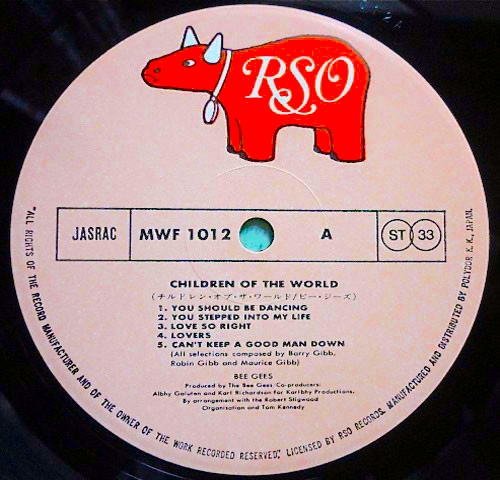 RSO
JASRAC
MWF 1012
A
ST 33
CHILDREN OF THE WORLD
(チルドレン・オブ・ザ・ワールド/ビー・ジーズ)
1. YOU SHOULD BE DANCING
2. YOU STEPPED INTO MY LIFE
3. LOVE SO RIGHT
4. LOVERS
5. CAN'T KEEP A GOOD MAN DOWN
(All selections composed by Barry Gibb,
Robin Gibb and Maurice Gibb)
BEE GEES
Produced by The Bee Gees/Co-producers:
Albhy Galuten and Karl Richardson for Karlbhy Productions.
By arrangement with the Robert Stigwood
Organisation and Tom Kennedy
"ALL RIGHTS OF THE RECORD MANUFACTURER AND OF THE OWNER OF THE WORK RECORDED RESERVED", LICENSED BY RSO RECORDS. MANUFACTURED AND DISTRIBUTED BY POLYDOR K. K., JAPAN.